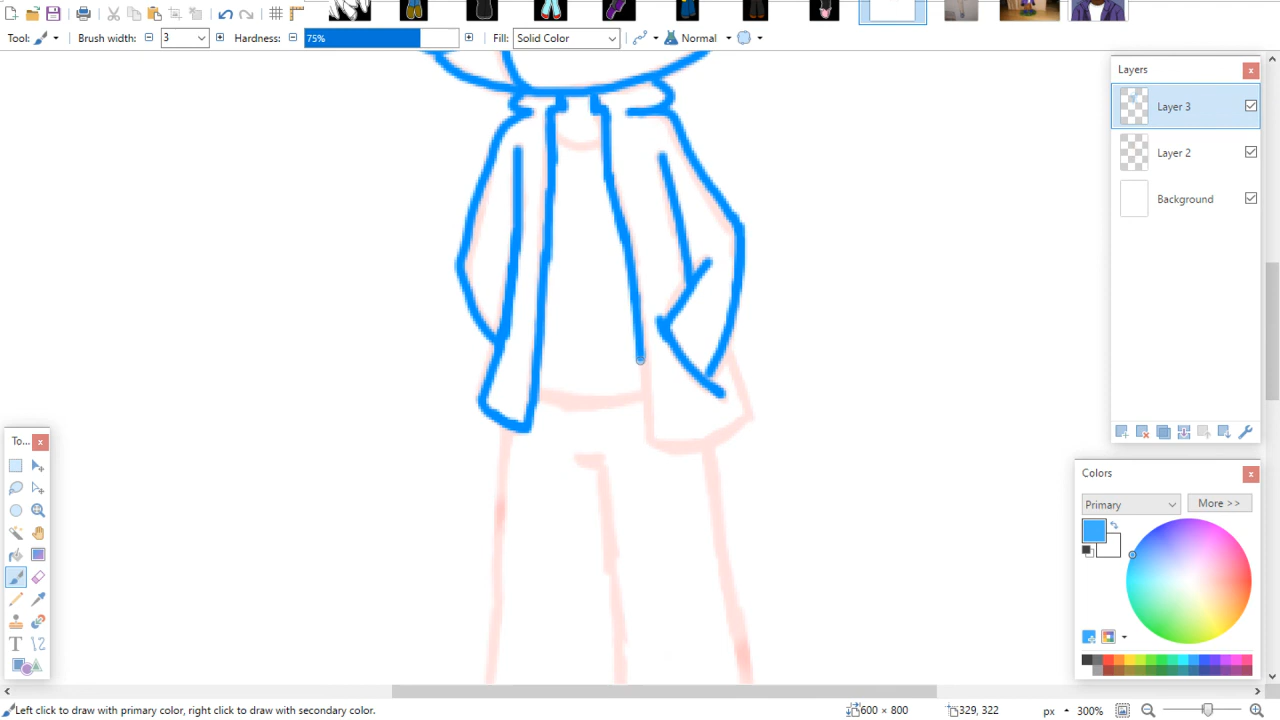 Tool:
Brush width:
3
Hardness:
75%
Fill:
Solid Color
Normal
Layers
Layer 3
Layer 2
Background
To...
Colors
Primary
More >>
Left click to draw with primary color, right click to draw with secondary color.
600 × 800
329, 322
px
300%